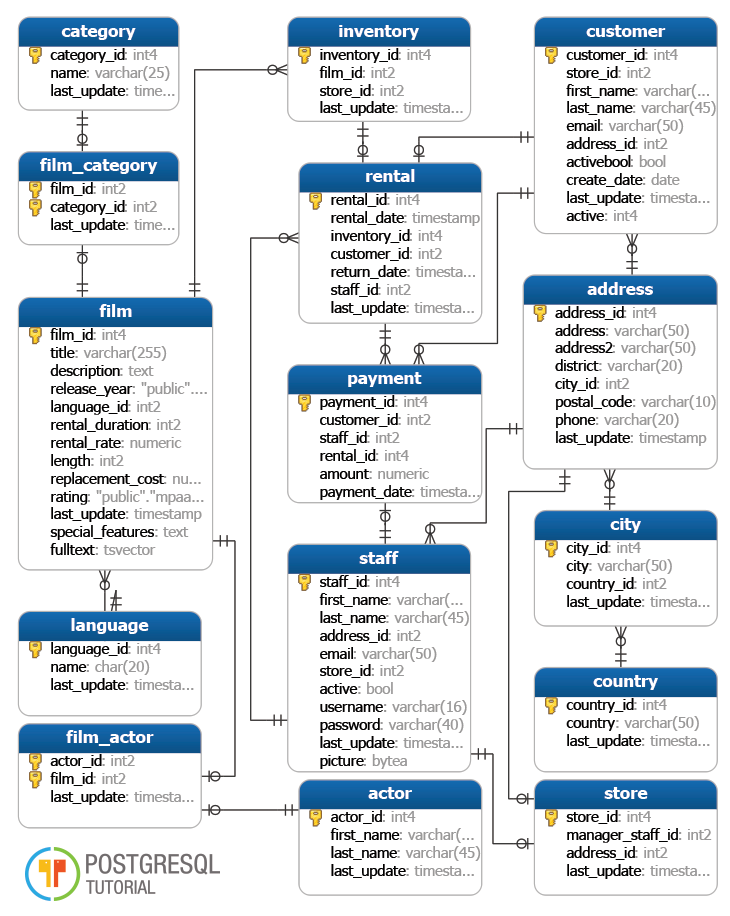 category
category_id: int4
name: varchar(25)
last_update: time...
inventory
inventory_id: int4
film_id: int2
store_id: int2
last_update: timesta...
customer
customer_id: int4
store_id: int2
first_name: varchar(...
last_name: varchar(45)
email: varchar(50)
address_id: int2
activebool: bool
create_date: date
last_update: timesta...
active: int4
film_category
film_id: int2
category_id: int2
last_update: time...
rental
rental_id: int4
rental_date: timestamp
inventory_id: int4
customer_id: int2
return_date: timesta...
staff_id: int2
last_update: timesta...
address
address_id: int4
address: varchar(50)
address2: varchar(50)
district: varchar(20)
city_id: int2
postal_code: varchar(10)
phone: varchar(20)
last_update: timestamp
film
film_id: int4
title: varchar(255)
description: text
release_year: "public"....
language_id: int2
rental_duration: int2
rental_rate: numeric
length: int2
replacement_cost: nu...
rating: "public"."mpaa...
last_update: timestamp
special_features: text
fulltext: tsvector
payment
payment_id: int4
customer_id: int2
staff_id: int2
rental_id: int4
amount: numeric
payment_date: timesta...
city
city_id: int4
city: varchar(50)
country_id: int2
last_update: timesta...
staff
staff_id: int4
first_name: varchar(...
last_name: varchar(45)
address_id: int2
email: varchar(50)
store_id: int2
active: bool
username: varchar(16)
password: varchar(40)
last_update: timesta...
picture: bytea
language
language_id: int4
name: char(20)
last_update: timesta...
country
country_id: int4
country: varchar(50)
last_update: timesta...
film_actor
actor_id: int2
film_id: int2
last_update: timesta...
actor
actor_id: int4
first_name: varchar(...
last_name: varchar(45)
last_update: timesta...
store
store_id: int4
manager_staff_id: int2
address_id: int2
last_update: timesta...
POSTGRESQL
TUTORIAL